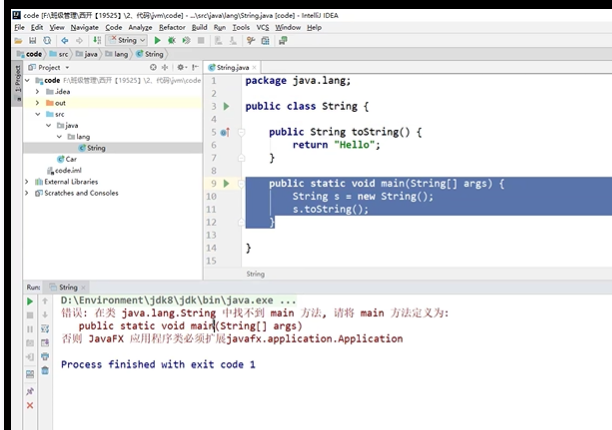 code [F:\班级管理\西开【19525】\2、代码\jvm\code] - ...\src\java\lang\String.java [code] - IntelliJ IDEA
File Edit View Navigate Code Analyze Refactor Build Run Tools VCS Window Help
String
code src java lang String
1: Project
Project
String.java
code F:\班级管理\西开【19525】\2、代码\jvm\code
.idea
out
src
java
lang
String
Car
code.iml
External Libraries
Scratches and Consoles
1 package java.lang;
2
3 public class String {
4
5 public String toString() {
6 return "Hello";
7 }
8
9 public static void main(String[] args) {
10 String s = new String();
11 s.toString();
12 }
13
14 }
15
String
Run: String
D:\Environment\jdk8\jdk\bin\java.exe ...
错误: 在类 java.lang.String 中找不到 main 方法, 请将 main 方法定义为:
public static void main(String[] args)
否则 JavaFX 应用程序类必须扩展javafx.application.Application
Process finished with exit code 1